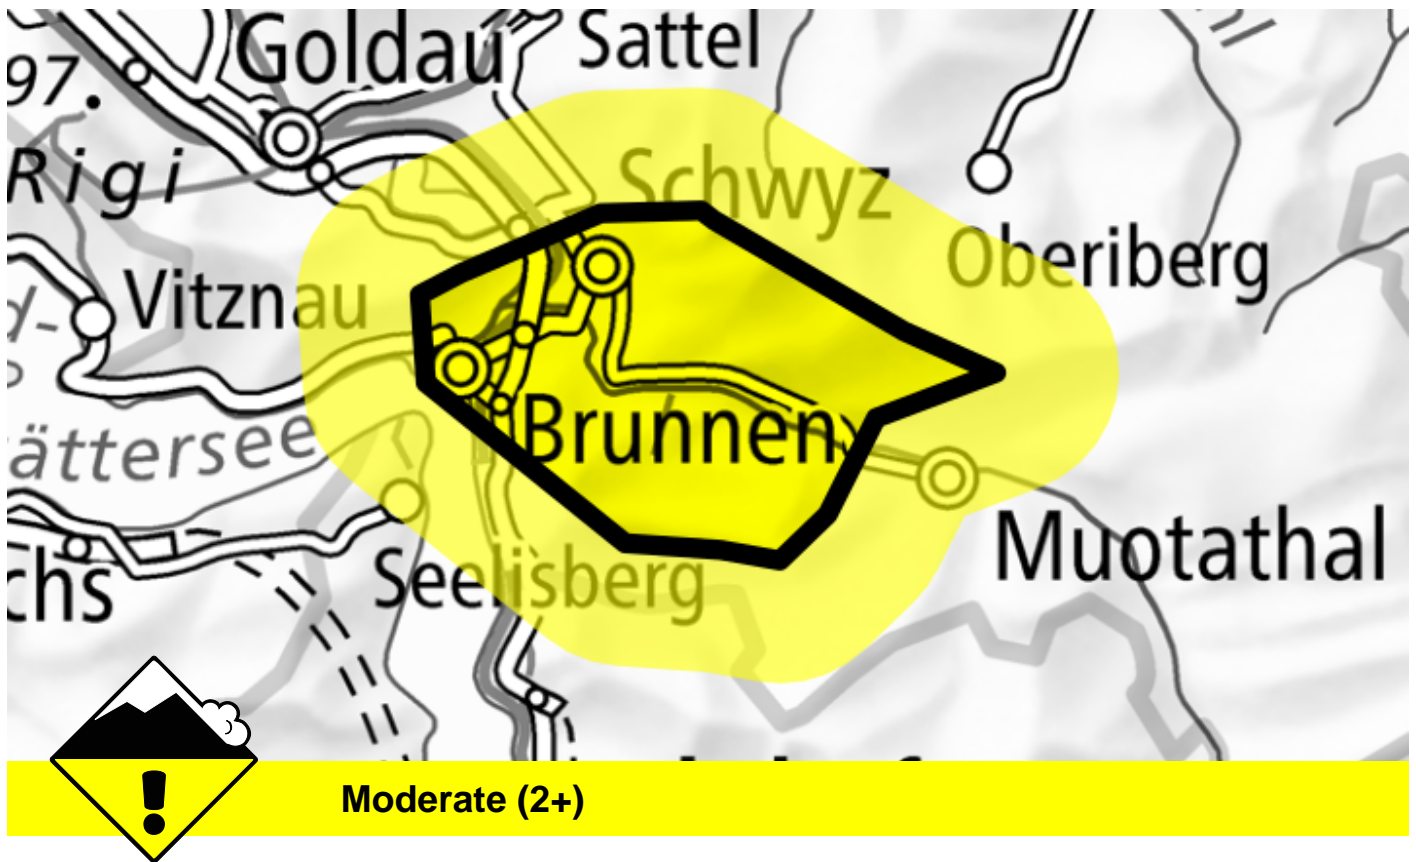 Goldau
Sattel
97.
Rigi
Schwyz
Oberiberg
Vitznau
d-
ättersee
Brunnen
Muotathal
chs
Seelisberg
Moderate (2+)